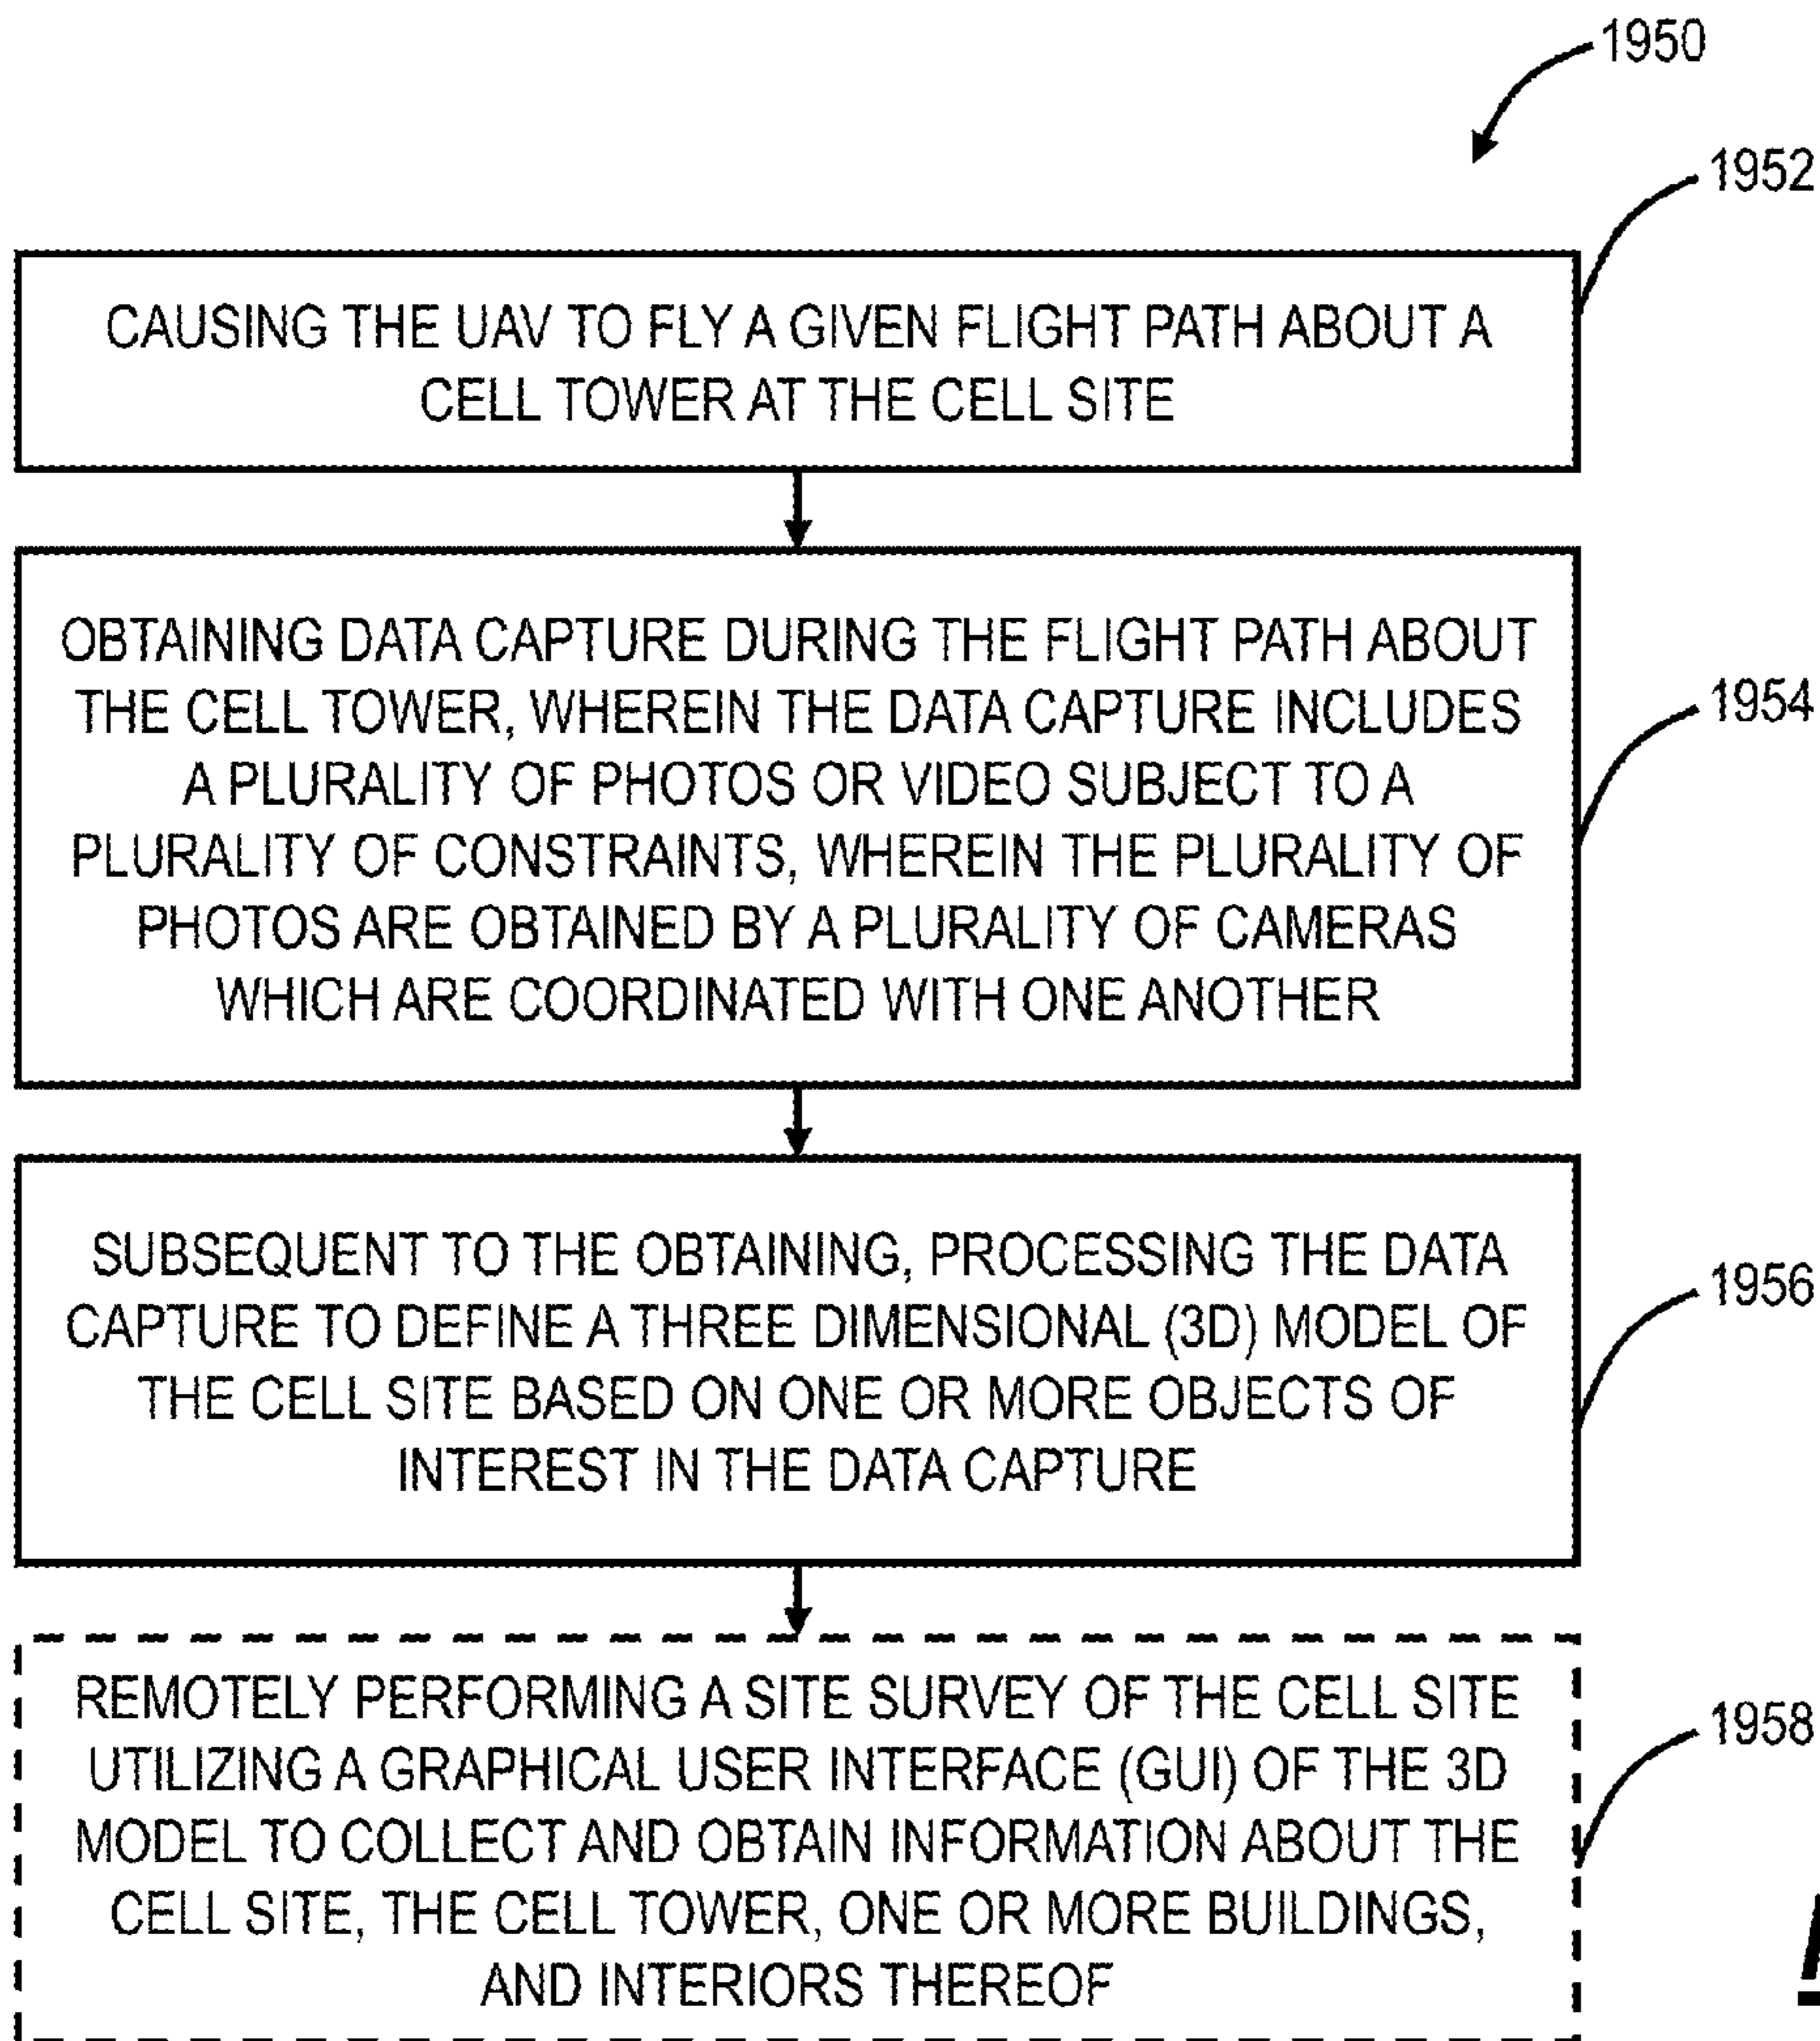 1950
1952
CAUSING THE UAV TO FLY A GIVEN FLIGHT PATH ABOUT A
CELL TOWER AT THE CELL SITE
OBTAINING DATA CAPTURE DURING THE FLIGHT PATH ABOUT
THE CELL TOWER, WHEREIN THE DATA CAPTURE INCLUDES
A PLURALITY OF PHOTOS OR VIDEO SUBJECT TO A
PLURALITY OF CONSTRAINTS, WHEREIN THE PLURALITY OF
PHOTOS ARE OBTAINED BY A PLURALITY OF CAMERAS
WHICH ARE COORDINATED WITH ONE ANOTHER
1954
SUBSEQUENT TO THE OBTAINING, PROCESSING THE DATA
CAPTURE TO DEFINE A THREE DIMENSIONAL (3D) MODEL OF
THE CELL SITE BASED ON ONE OR MORE OBJECTS OF
INTEREST IN THE DATA CAPTURE
1956
REMOTELY PERFORMING A SITE SURVEY OF THE CELL SITE
UTILIZING A GRAPHICAL USER INTERFACE (GUI) OF THE 3D
MODEL TO COLLECT AND OBTAIN INFORMATION ABOUT THE
CELL SITE, THE CELL TOWER, ONE OR MORE BUILDINGS,
AND INTERIORS THEREOF
1958